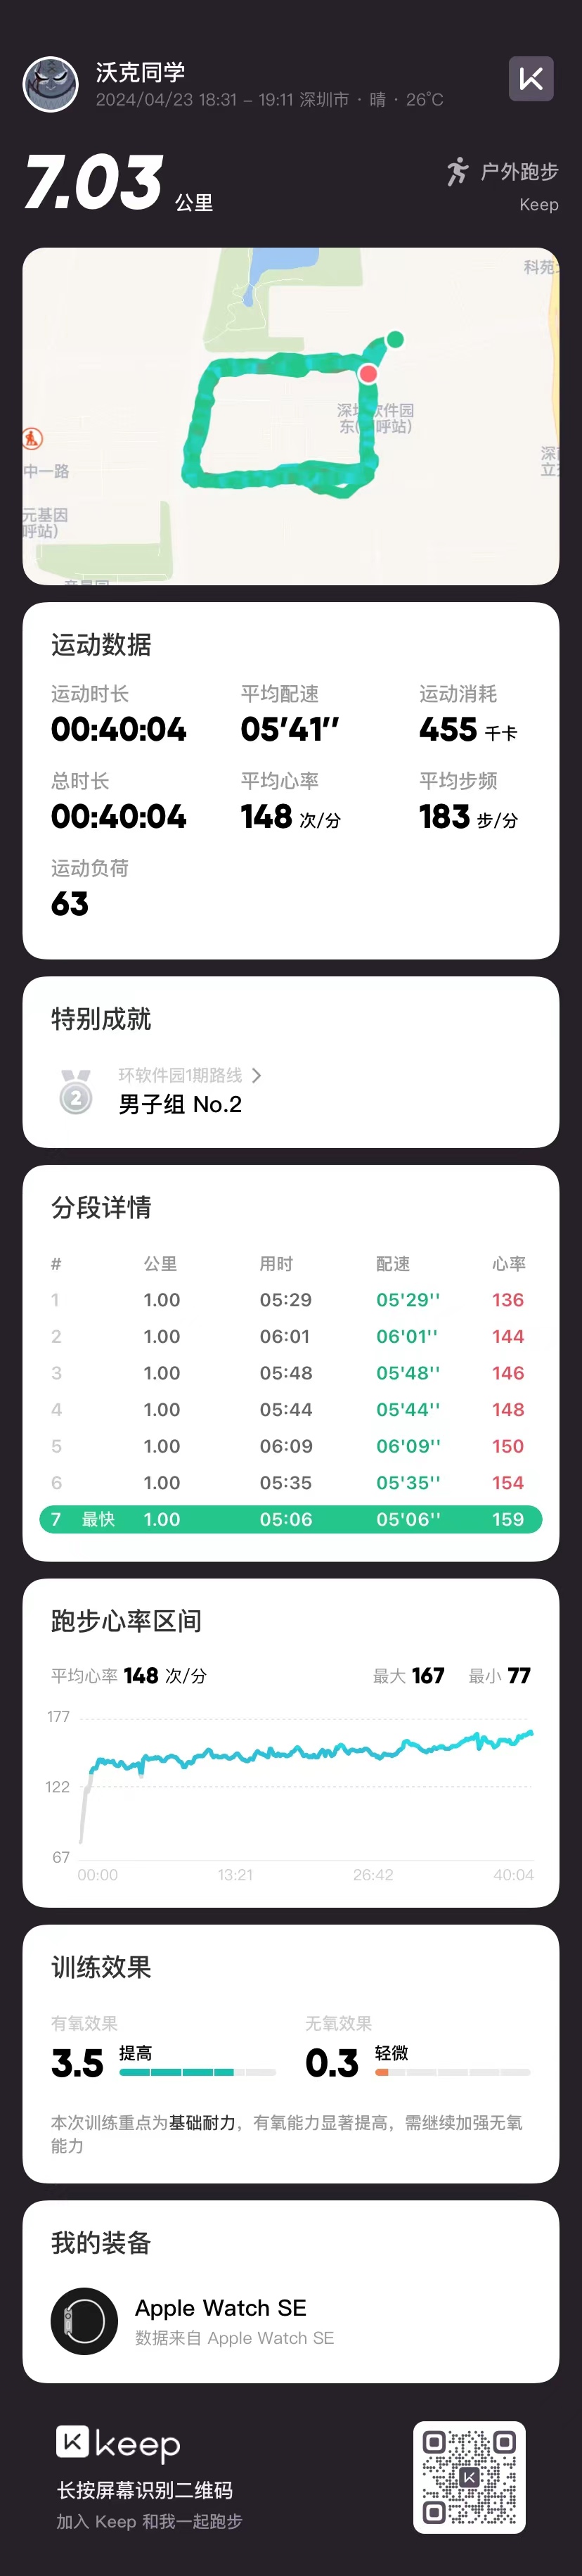 沃克同学
2024/04/23 18:31 – 19:11 深圳市 · 晴 · 26°C
7.03 公里
户外跑步
Keep
科苑
深圳软件园
东(招呼站)
中一路
深
立
元基因
呼站)
运动数据
运动时长 平均配速 运动消耗
00:40:04 05'41'' 455 千卡
总时长 平均心率 平均步频
00:40:04 148 次/分 183 步/分
运动负荷
63
特别成就
2
环软件园1期路线
男子组 No.2
分段详情
# 公里 用时 配速 心率
1 1.00 05:29 05'29'' 136
2 1.00 06:01 06'01'' 144
3 1.00 05:48 05'48'' 146
4 1.00 05:44 05'44'' 148
5 1.00 06:09 06'09'' 150
6 1.00 05:35 05'35'' 154
7 最快 1.00 05:06 05'06'' 159
跑步心率区间
平均心率 148 次/分 最大 167 最小 77
177
122
67
00:00 13:21 26:42 40:04
训练效果
有氧效果 无氧效果
3.5 提高 0.3 轻微
本次训练重点为基础耐力，有氧能力显著提高，需继续加强无氧
能力
我的装备
Apple Watch SE
数据来自 Apple Watch SE
keep
长按屏幕识别二维码
加入 Keep 和我一起跑步